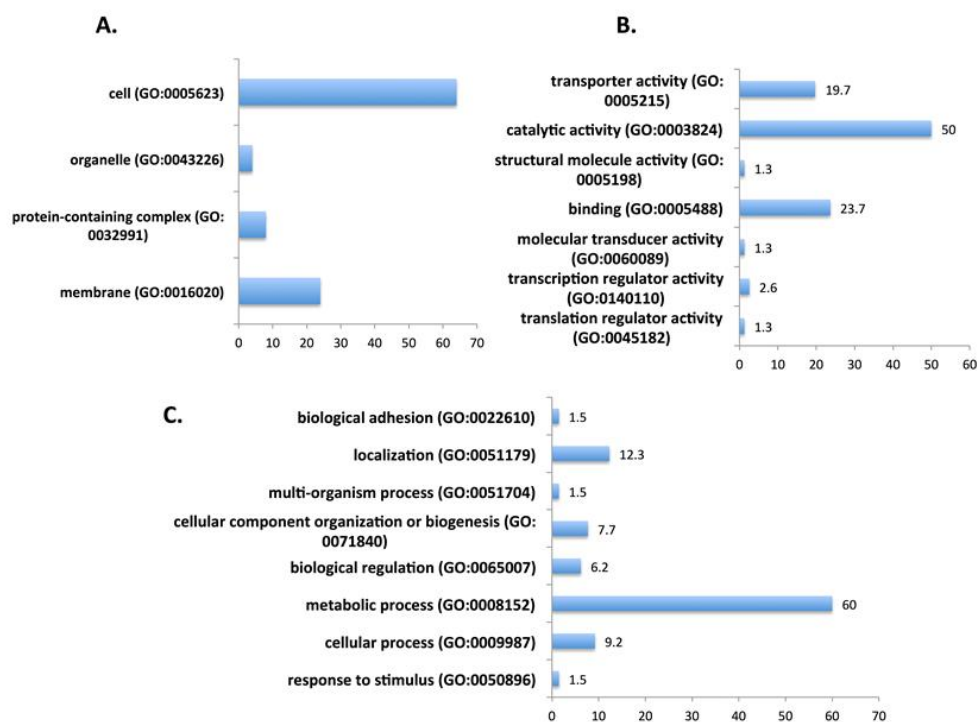 A.
cell (GO:0005623)
organelle (GO:0043226)
protein-containing complex (GO:
0032991)
membrane (GO:0016020)
0 10 20 30 40 50 60 70
B.
transporter activity (GO:
0005215)
19.7
catalytic activity (GO:0003824)
50
structural molecule activity (GO:
0005198)
1.3
binding (GO:0005488)
23.7
molecular transducer activity
(GO:0060089)
1.3
transcription regulator activity
(GO:0140110)
2.6
translation regulator activity
(GO:0045182)
1.3
0 10 20 30 40 50 60
C.
biological adhesion (GO:0022610)
1.5
localization (GO:0051179)
12.3
multi-organism process (GO:0051704)
1.5
cellular component organization or biogenesis (GO:
0071840)
7.7
biological regulation (GO:0065007)
6.2
metabolic process (GO:0008152)
60
cellular process (GO:0009987)
9.2
response to stimulus (GO:0050896)
1.5
0 10 20 30 40 50 60 70